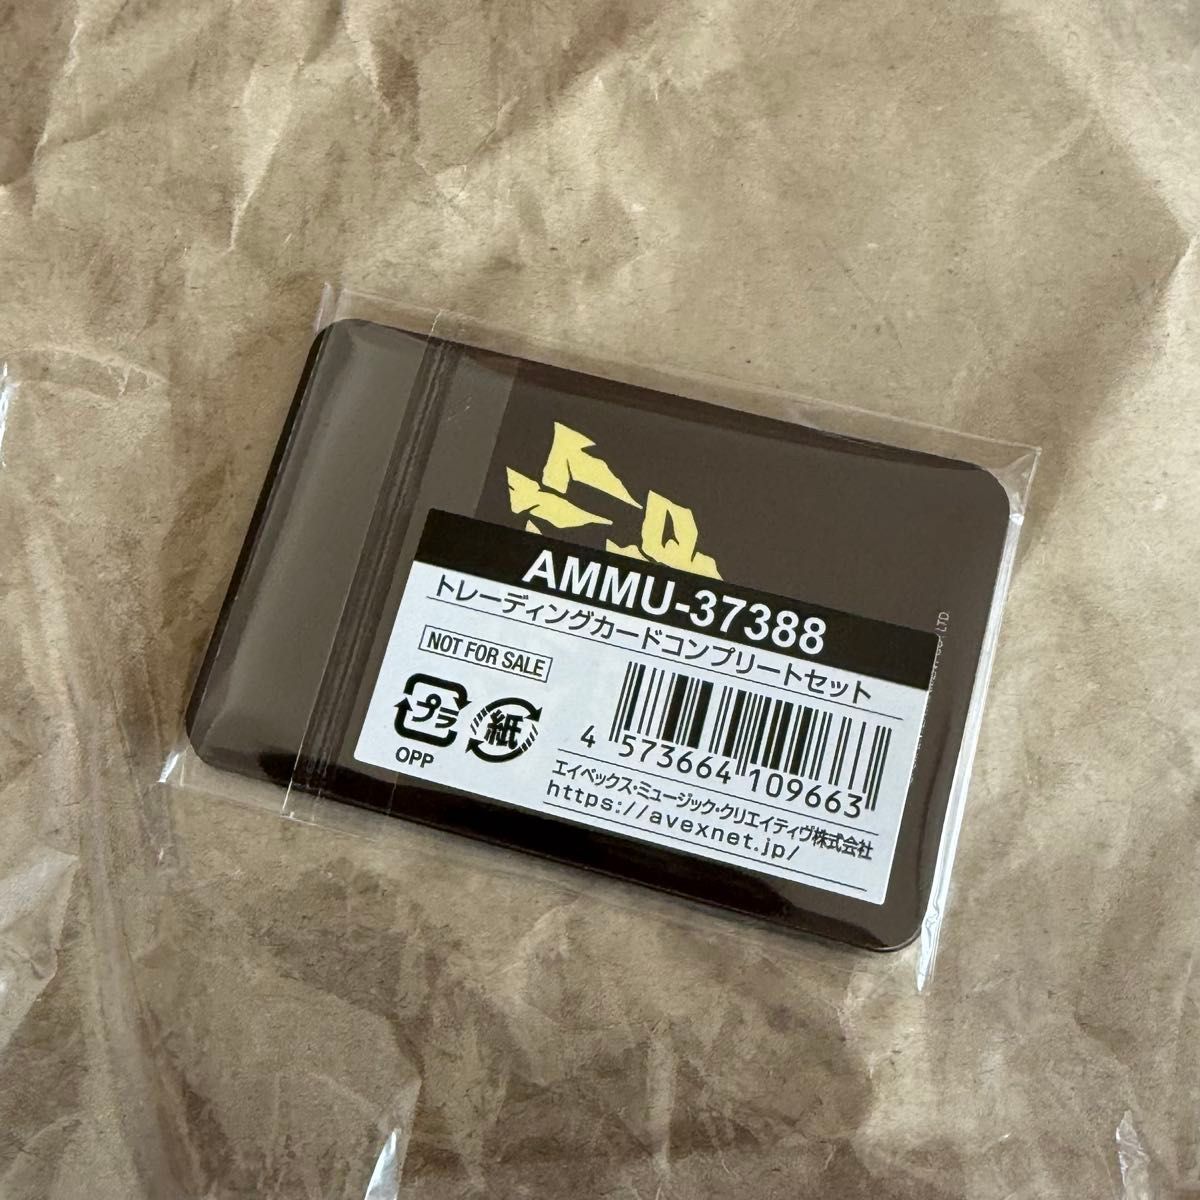 AMMU-37388
トレーディングカードコンプリートセット
NOT FOR SALE
プラ
紙
OPP
4 573664 109663
エイベックス・ミュージック・クリエイティヴ株式会社
https://avexnet.jp/
LTD